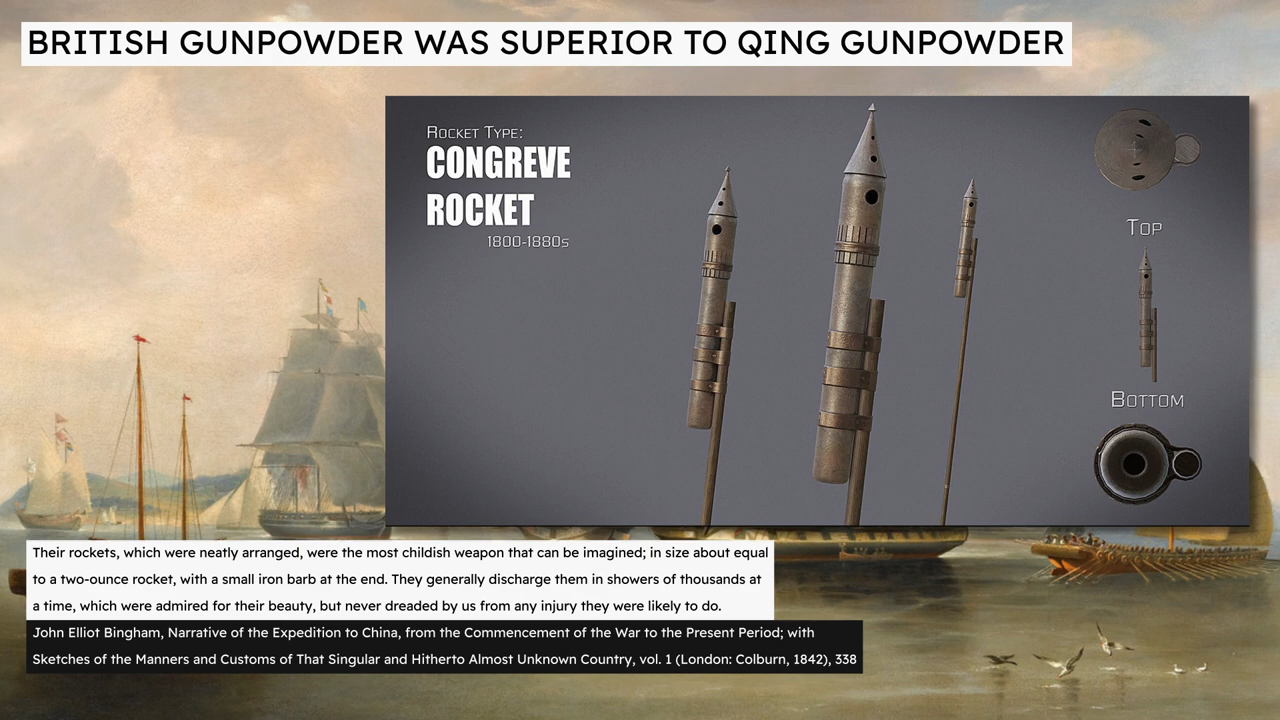 BRITISH GUNPOWDER WAS SUPERIOR TO QING GUNPOWDER
Rocket Type:
CONGREVE
ROCKET
1800-1880s
Top
Bottom
Their rockets, which were neatly arranged, were the most childish weapon that can be imagined; in size about equal
to a two-ounce rocket, with a small iron barb at the end. They generally discharge them in showers of thousands at
a time, which were admired for their beauty, but never dreaded by us from any injury they were likely to do.
John Elliot Bingham, Narrative of the Expedition to China, from the Commencement of the War to the Present Period; with
Sketches of the Manners and Customs of That Singular and Hitherto Almost Unknown Country, vol. 1 (London: Colburn, 1842), 338